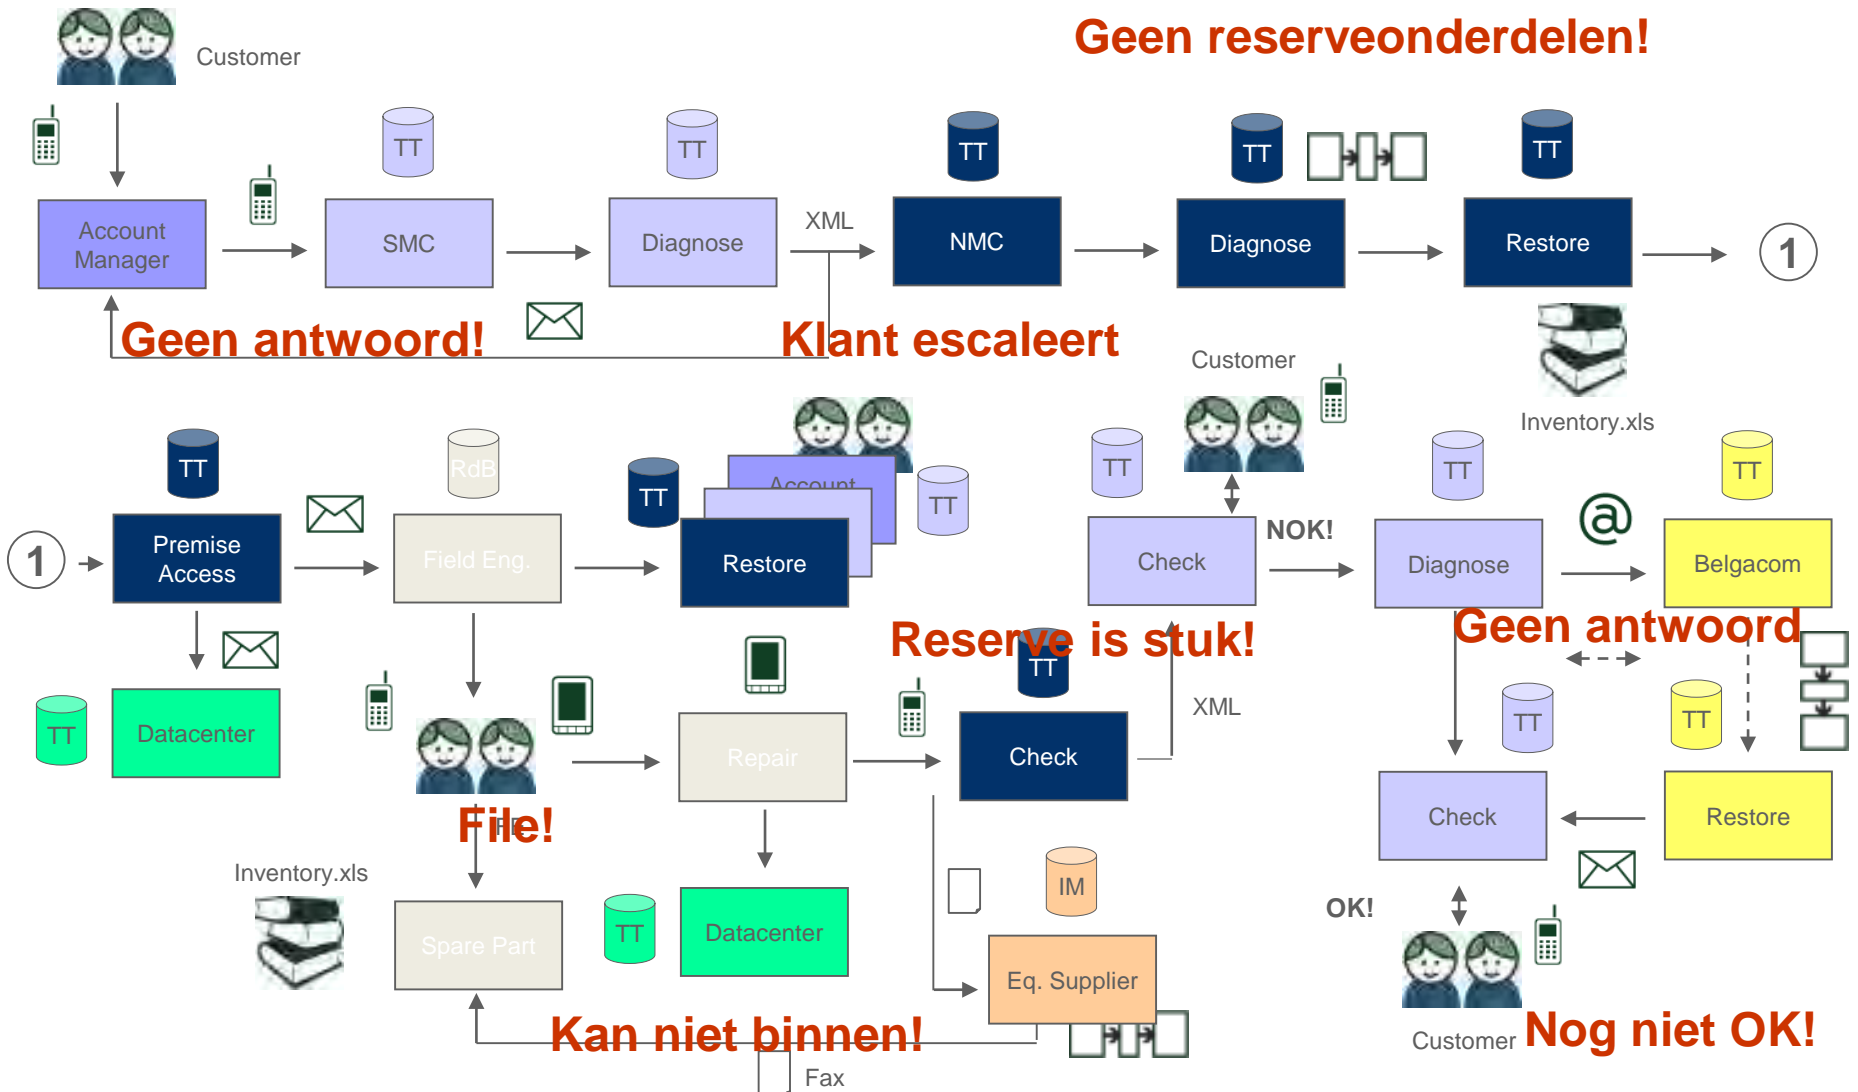 Geen reserveonderdelen!
Customer
TT
TT
TT
TT
TT
Account
Manager
SMC
Diagnose
XML
NMC
Diagnose
Restore
1
Geen antwoord!
Klant escaleert
Customer
Inventory.xls
TT
RdB
TT
Account
TT
TT
TT
TT
1
Premise
Access
Field Eng.
Restore
Check
NOK!
Diagnose
@
Belgacom
Reserve is stuk!
Geen antwoord
TT
TT
Datacenter
Repair
Check
XML
TT
TT
File!
Check
Restore
Inventory.xls
Spare Part
TT
Datacenter
IM
Eq. Supplier
OK!
Kan niet binnen!
Customer
Nog niet OK!
Fax